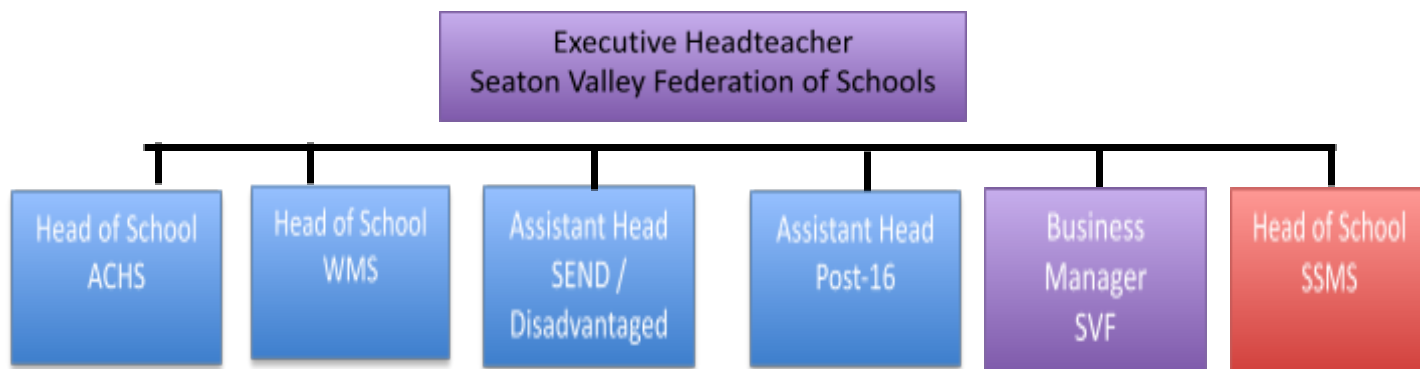 Executive Headteacher
Seaton Valley Federation of Schools
Head of School
ACHS
Head of School
WMS
Assistant Head
SEND /
Disadvantaged
Assistant Head
Post-16
Business
Manager
SVF
Head of School
SSMS